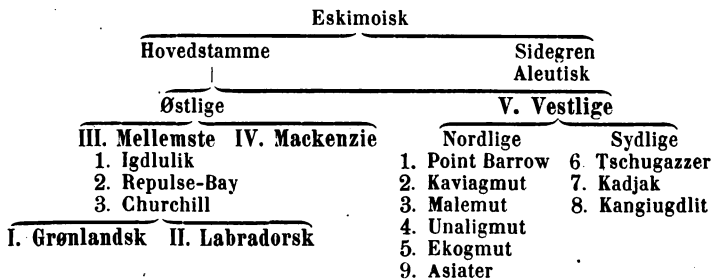 Eskimoisk
Hovedstamme Sidegren
Aleutisk
Østlige V. Vestlige
III. Mellemste IV. Mackenzie Nordlige Sydlige
1. Igdlulik 1. Point Barrow 6 Tschugazzer
2. Repulse-Bay 2. Kaviagmut 7. Kadjak
3. Churchill 3. Malemut 8. Kangiugdlit
I. Grønlandsk II. Labradorsk 4. Unaligmut
5. Ekogmut
9. Asiater